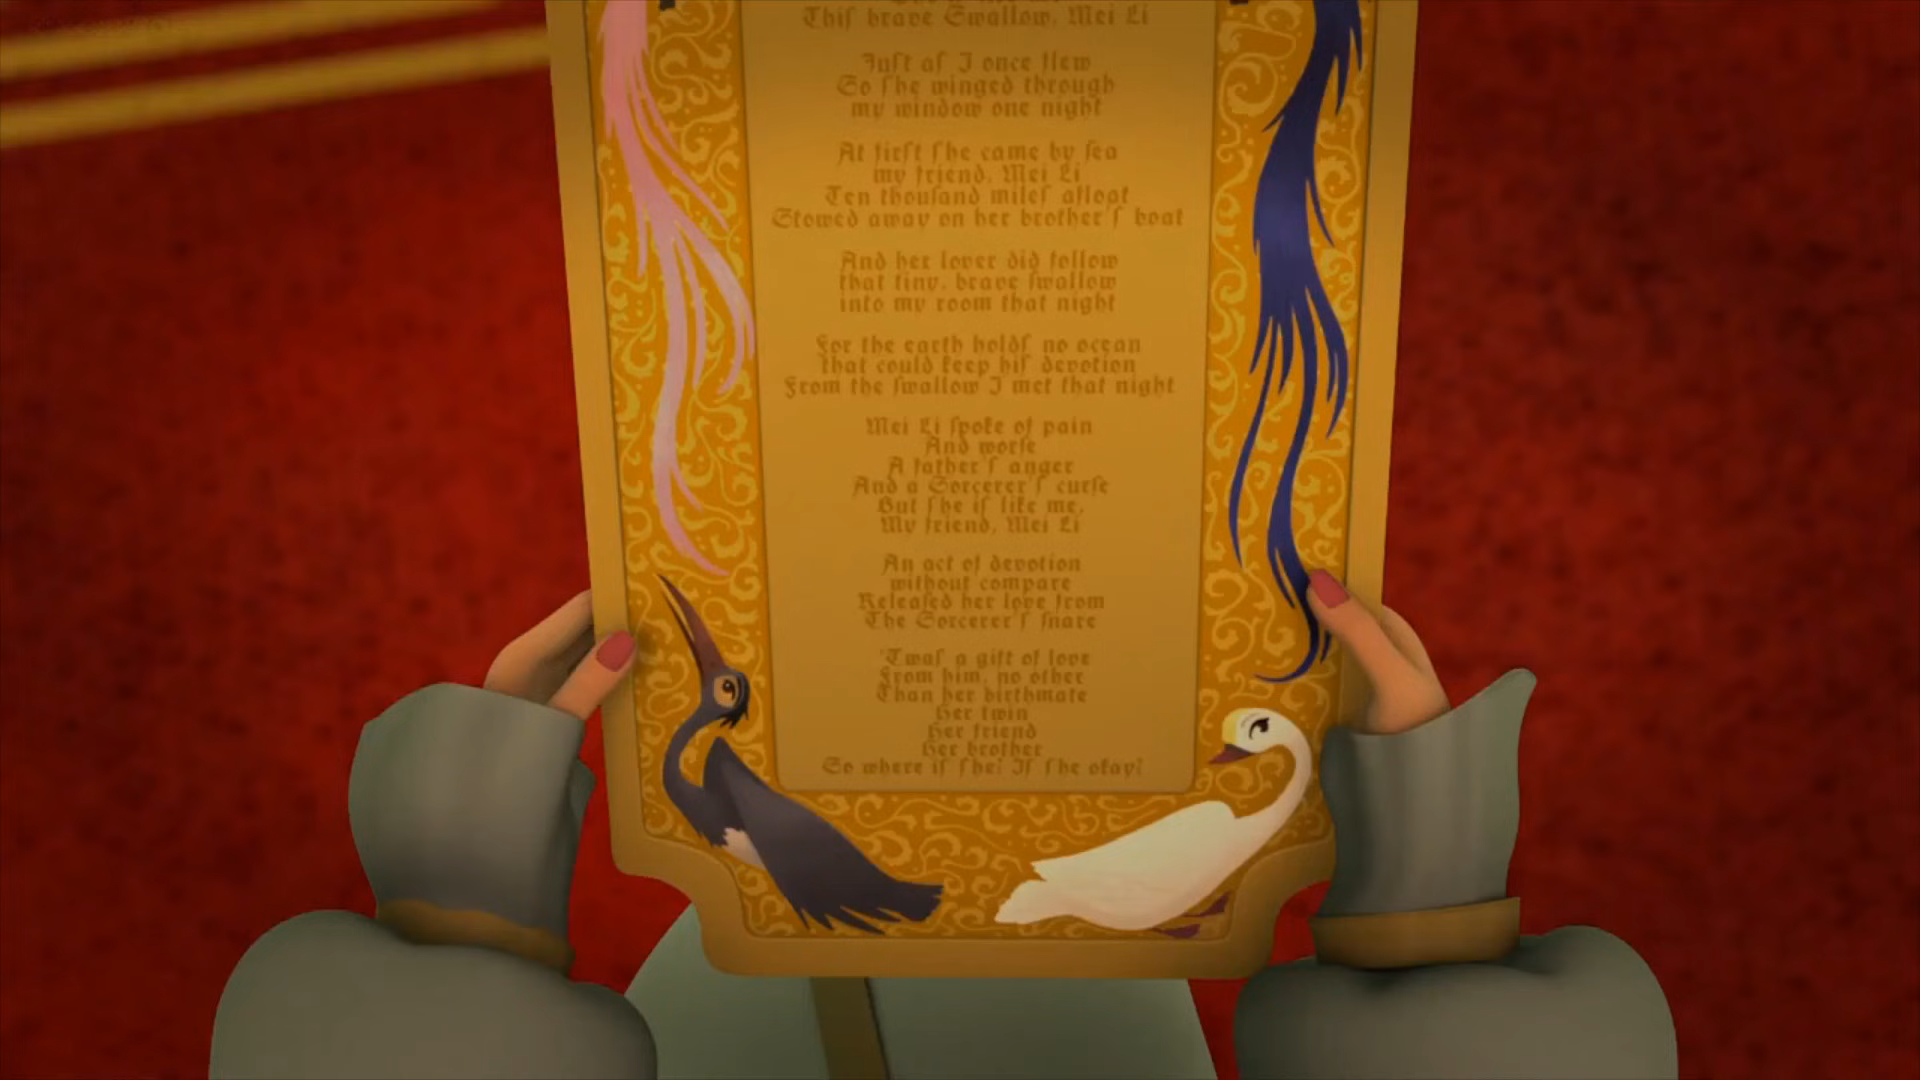 This brave Swallow, Mei Li
Just as I once flew
So she winged through
my window one night
At first she came by sea
my friend, Mei Li
Ten thousand miles afloat
Stowed away on her brother's boat
And her lover did follow
that tiny, brave swallow
into my room that night
For the earth holds no ocean
that could keep his devotion
From the swallow I met that night
Mei Li spoke of pain
And worse
A father's anger
And a Sorcerer's curse
But she is like me,
My friend, Mei Li
An act of devotion
without compare
Released her love from
The Sorcerer's snare
'Twas a gift of love
From him, no other
Than her birthmate
Her twin
Her friend
Her brother
So where is she? Is she okay?